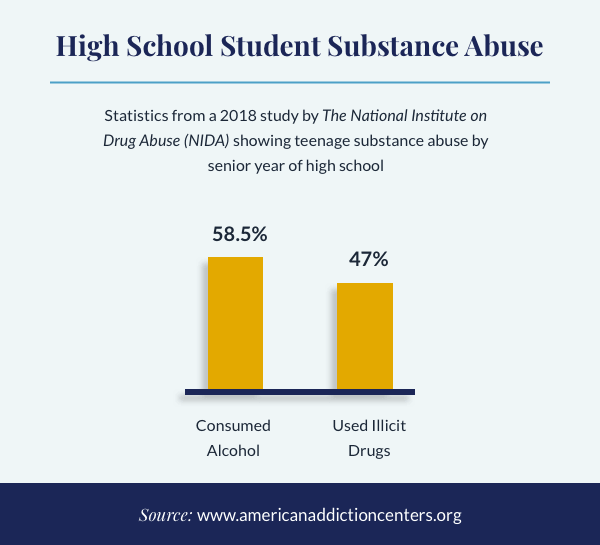 High School Student Substance Abuse
Statistics from a 2018 study by The National Institute on
Drug Abuse (NIDA) showing teenage substance abuse by
senior year of high school
58.5%
47%
Consumed
Alcohol
Used Illicit
Drugs
Source: www.americanaddictioncenters.org